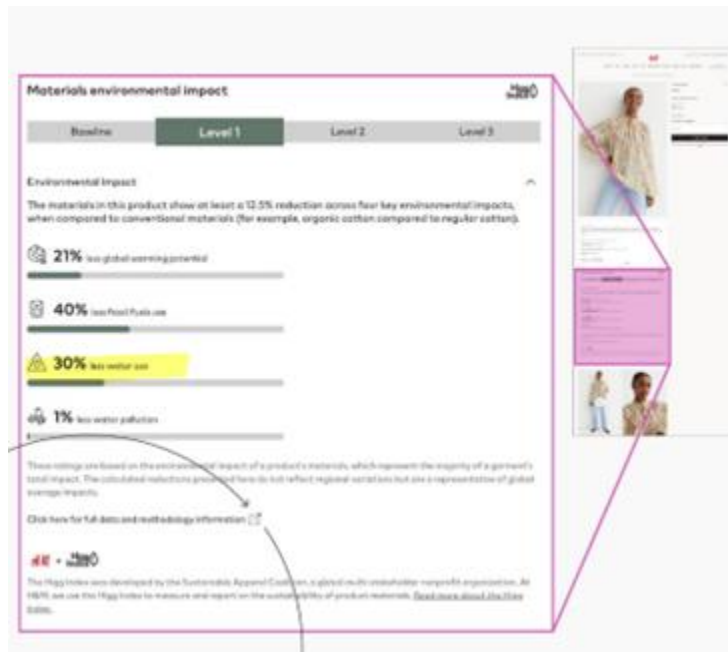 Materials environmental impact
Higg Index
Baseline Level 1 Level 2 Level 3
Environmental Impact
The materials in this product show at least a 12.5% reduction across four key environmental impacts,
when compared to conventional materials (for example, organic cotton compared to regular cotton).
21% less global warming potential
40% less fossil fuels use
30% less water use
1% less water pollution
These ratings are based on the environmental impact of a product's materials, which represent the majority of a garment's
total impact. The calculated reductions presented here do not reflect regional variations but are a representative of global
average impacts.
Click here for full data and methodology information
H&M + Higg Index
The Higg Index was developed by the Sustainable Apparel Coalition, a global multi-stakeholder nonprofit organization. At
H&M, we use the Higg Index to measure and report on the sustainability of product materials. Read more about the Higg
Index.
H&M